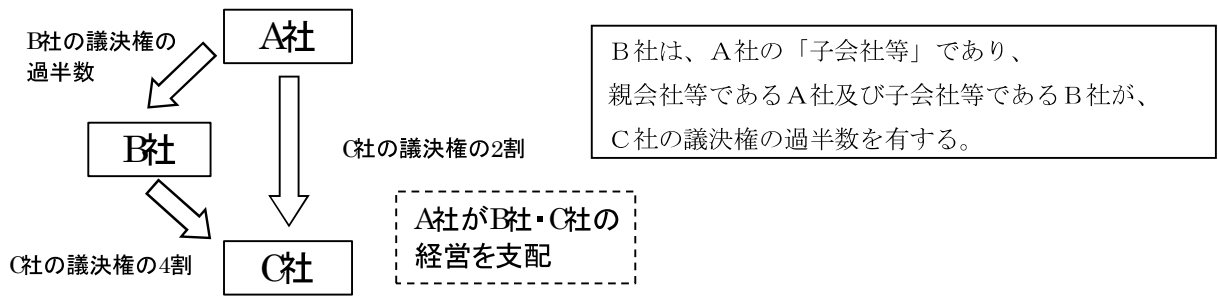 A社
B社の議決権の
過半数
B社
C社の議決権の2割
C社の議決権の4割
C社
A社がB社・C社の
経営を支配
B社は、A社の「子会社等」であり、
親会社等であるA社及び子会社等であるB社が、
C社の議決権の過半数を有する。